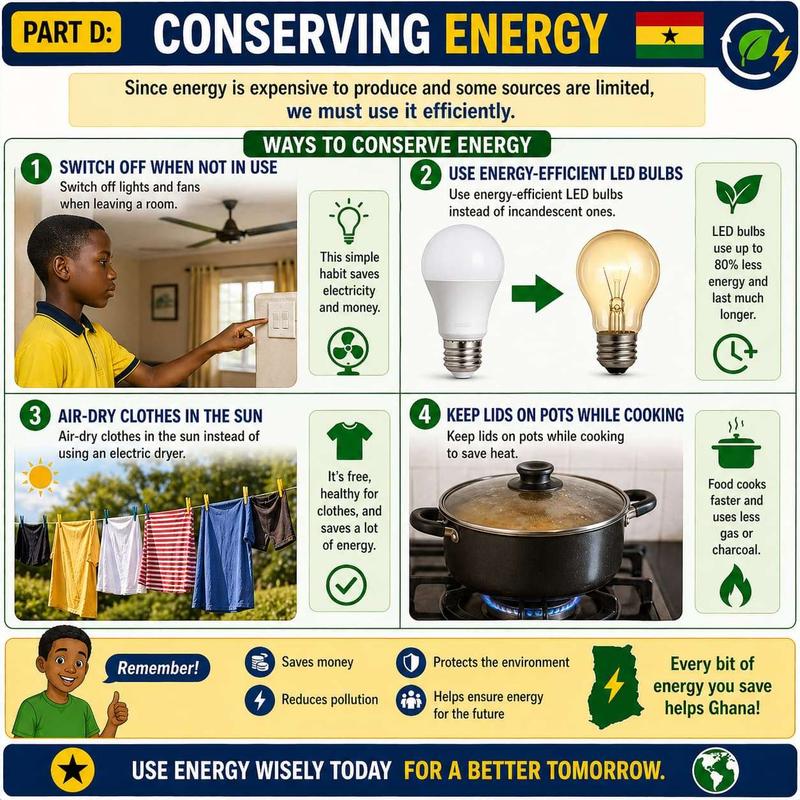 PART D:
CONSERVING ENERGY
Since energy is expensive to produce and some sources are limited,
we must use it efficiently.
WAYS TO CONSERVE ENERGY
1 SWITCH OFF WHEN NOT IN USE
Switch off lights and fans
when leaving a room.
This simple
habit saves
electricity
and money.
2 USE ENERGY-EFFICIENT LED BULBS
Use energy-efficient LED bulbs
instead of incandescent ones.
LED bulbs
use up to
80% less
energy and
last much
longer.
3 AIR-DRY CLOTHES IN THE SUN
Air-dry clothes in the sun instead of
using an electric dryer.
It's free,
healthy for
clothes, and
saves a lot
of energy.
4 KEEP LIDS ON POTS WHILE COOKING
Keep lids on pots while cooking
to save heat.
Food cooks
faster and
uses less
gas or
charcoal.
Remember!
Saves money
Reduces pollution
Protects the environment
Helps ensure energy
for the future
Every bit of
energy you save
helps Ghana!
USE ENERGY WISELY TODAY FOR A BETTER TOMORROW.